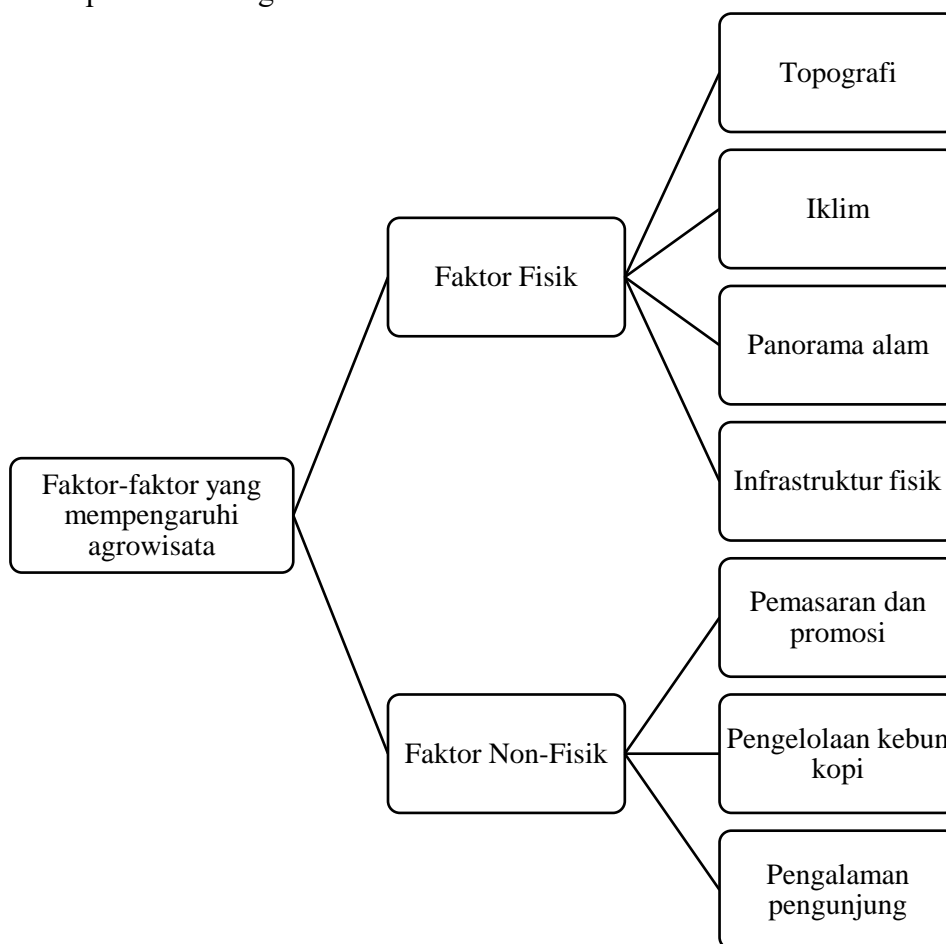 Topografi
Iklim
Faktor Fisik
Panorama alam
Infrastruktur fisik
Faktor-faktor yang
mempengaruhi
agrowisata
Pemasaran dan
promosi
Faktor Non-Fisik
Pengelolaan kebun
kopi
Pengalaman
pengunjung